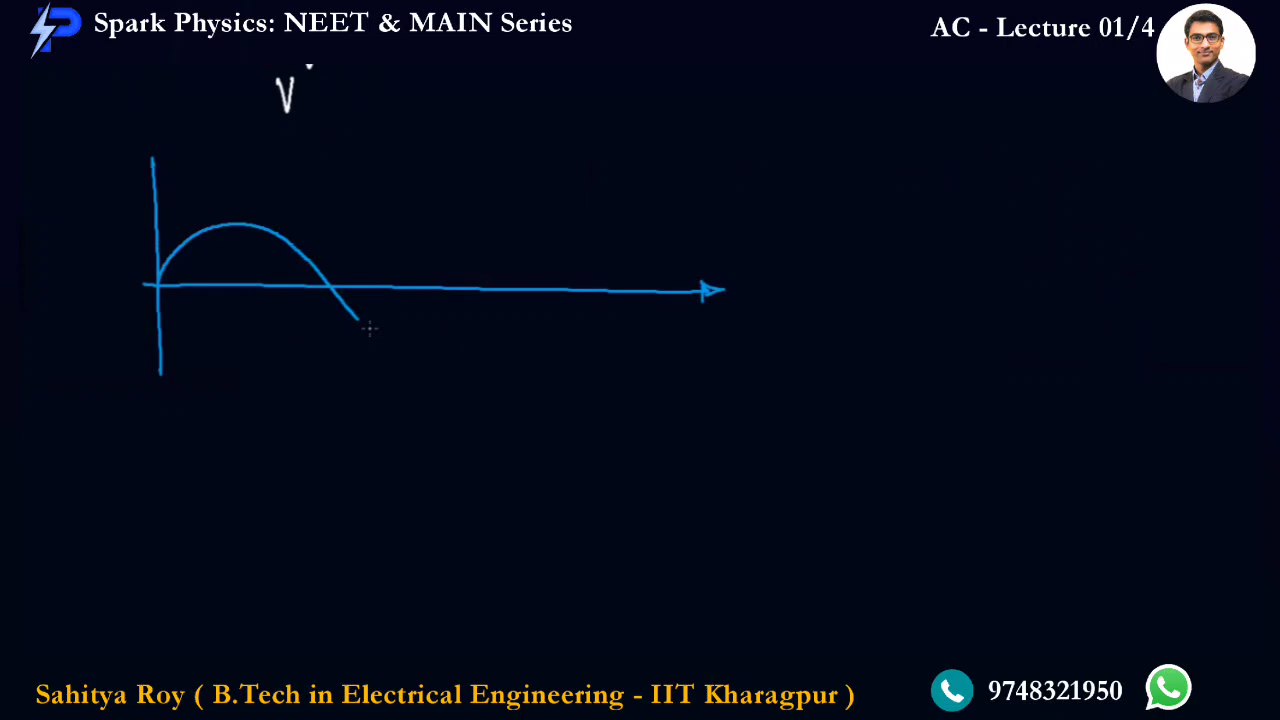 Spark Physics: NEET & MAIN Series
AC - Lecture 01/4
V
Sahitya Roy ( B.Tech in Electrical Engineering - IIT Kharagpur )
9748321950